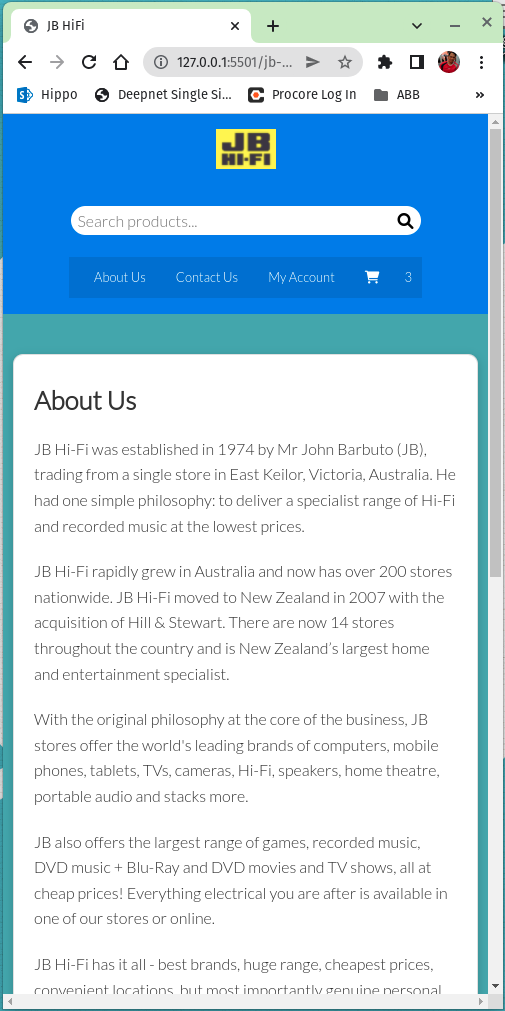 JB HiFi
127.0.0.1:5501/jb-...
Hippo
Deepnet Single Si...
Procore Log In
ABB
»
JB
HI-FI
Search products...
About Us
Contact Us
My Account
3
About Us
JB Hi-Fi was established in 1974 by Mr John Barbuto (JB),
trading from a single store in East Keilor, Victoria, Australia. He
had one simple philosophy: to deliver a specialist range of Hi-Fi
and recorded music at the lowest prices.
JB Hi-Fi rapidly grew in Australia and now has over 200 stores
nationwide. JB Hi-Fi moved to New Zealand in 2007 with the
acquisition of Hill & Stewart. There are now 14 stores
throughout the country and is New Zealand’s largest home
and entertainment specialist.
With the original philosophy at the core of the business, JB
stores offer the world's leading brands of computers, mobile
phones, tablets, TVs, cameras, Hi-Fi, speakers, home theatre,
portable audio and stacks more.
JB also offers the largest range of games, recorded music,
DVD music + Blu-Ray and DVD movies and TV shows, all at
cheap prices! Everything electrical you are after is available in
one of our stores or online.
JB Hi-Fi has it all - best brands, huge range, cheapest prices,
convenient locations, but most importantly genuine personal